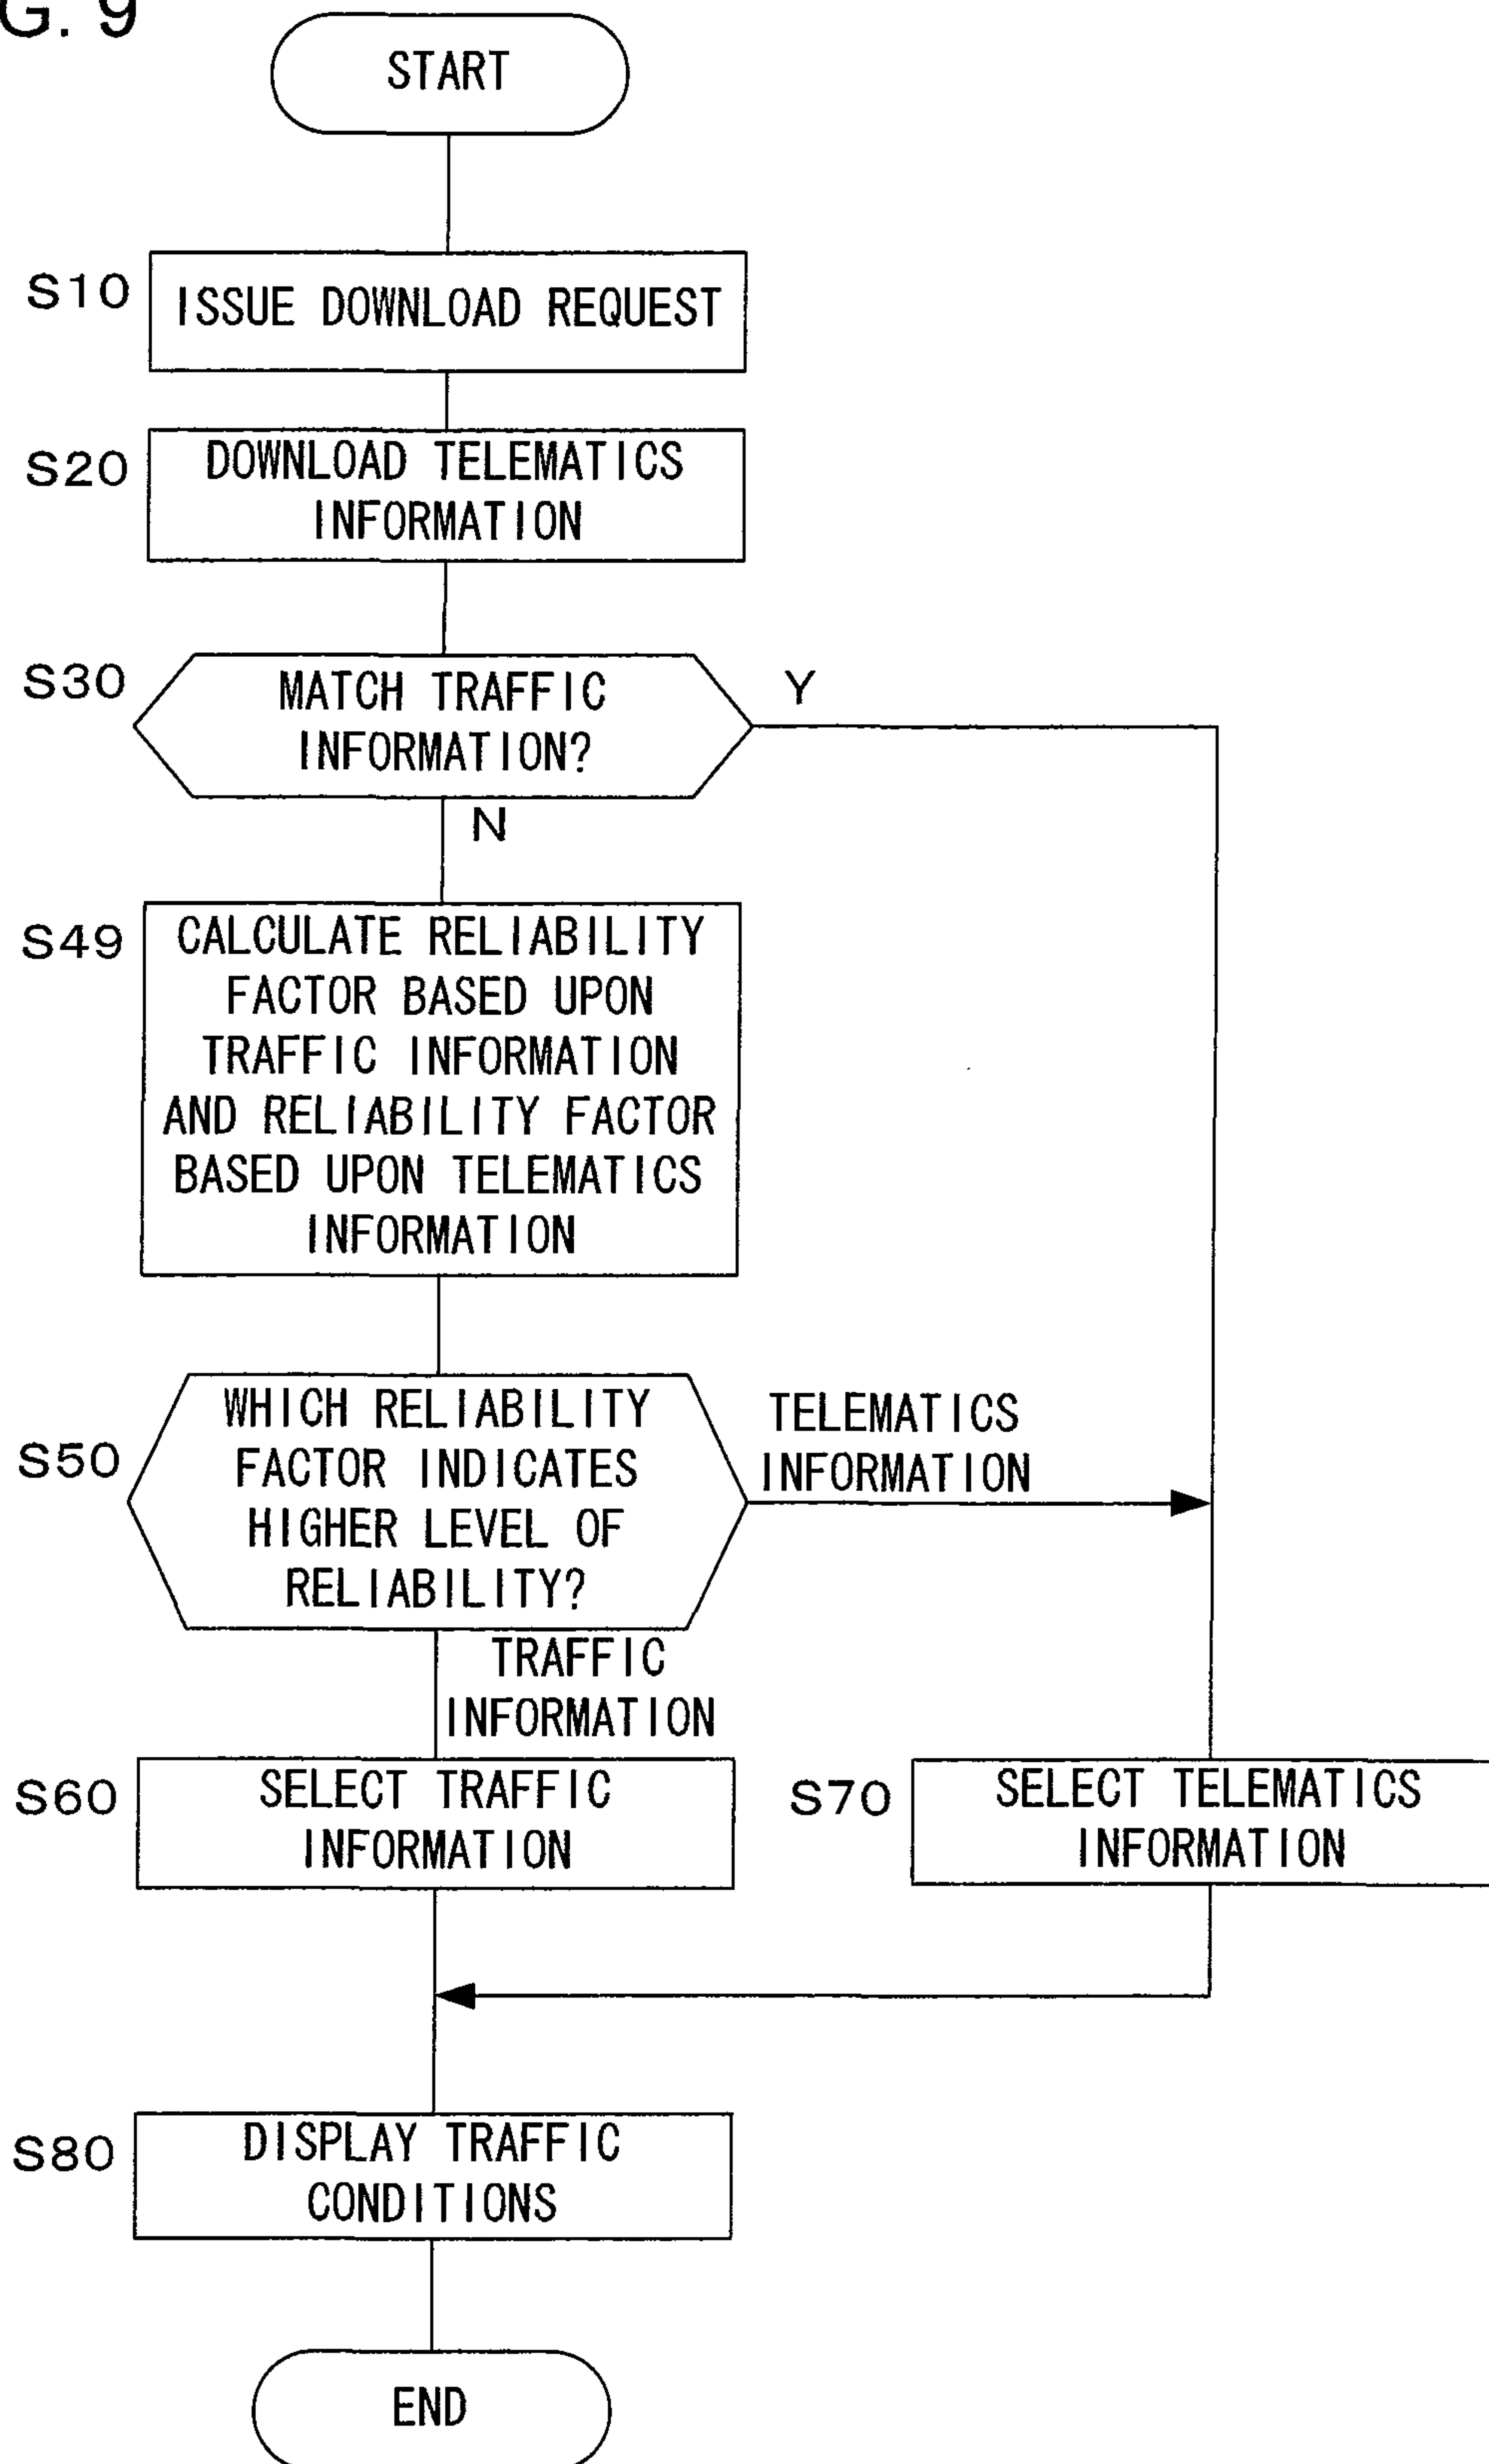 G. 9
START
S10
ISSUE DOWNLOAD REQUEST
S20
DOWNLOAD TELEMATICS
INFORMATION
S30
MATCH TRAFFIC
INFORMATION?
Y
N
S49
CALCULATE RELIABILITY
FACTOR BASED UPON
TRAFFIC INFORMATION
AND RELIABILITY FACTOR
BASED UPON TELEMATICS
INFORMATION
S50
WHICH RELIABILITY
FACTOR INDICATES
HIGHER LEVEL OF
RELIABILITY?
TELEMATICS
INFORMATION
TRAFFIC
INFORMATION
S60
SELECT TRAFFIC
INFORMATION
S70
SELECT TELEMATICS
INFORMATION
S80
DISPLAY TRAFFIC
CONDITIONS
END